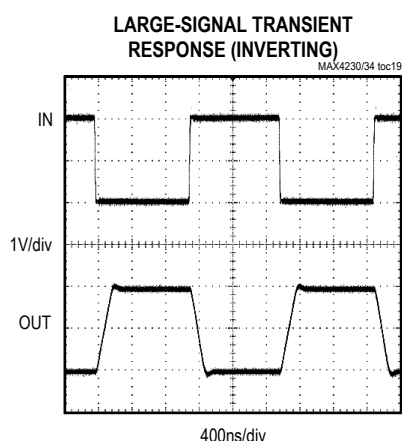 LARGE-SIGNAL TRANSIENT
RESPONSE (INVERTING)
MAX4230/34 toc19
IN
1V/div
OUT
400ns/div